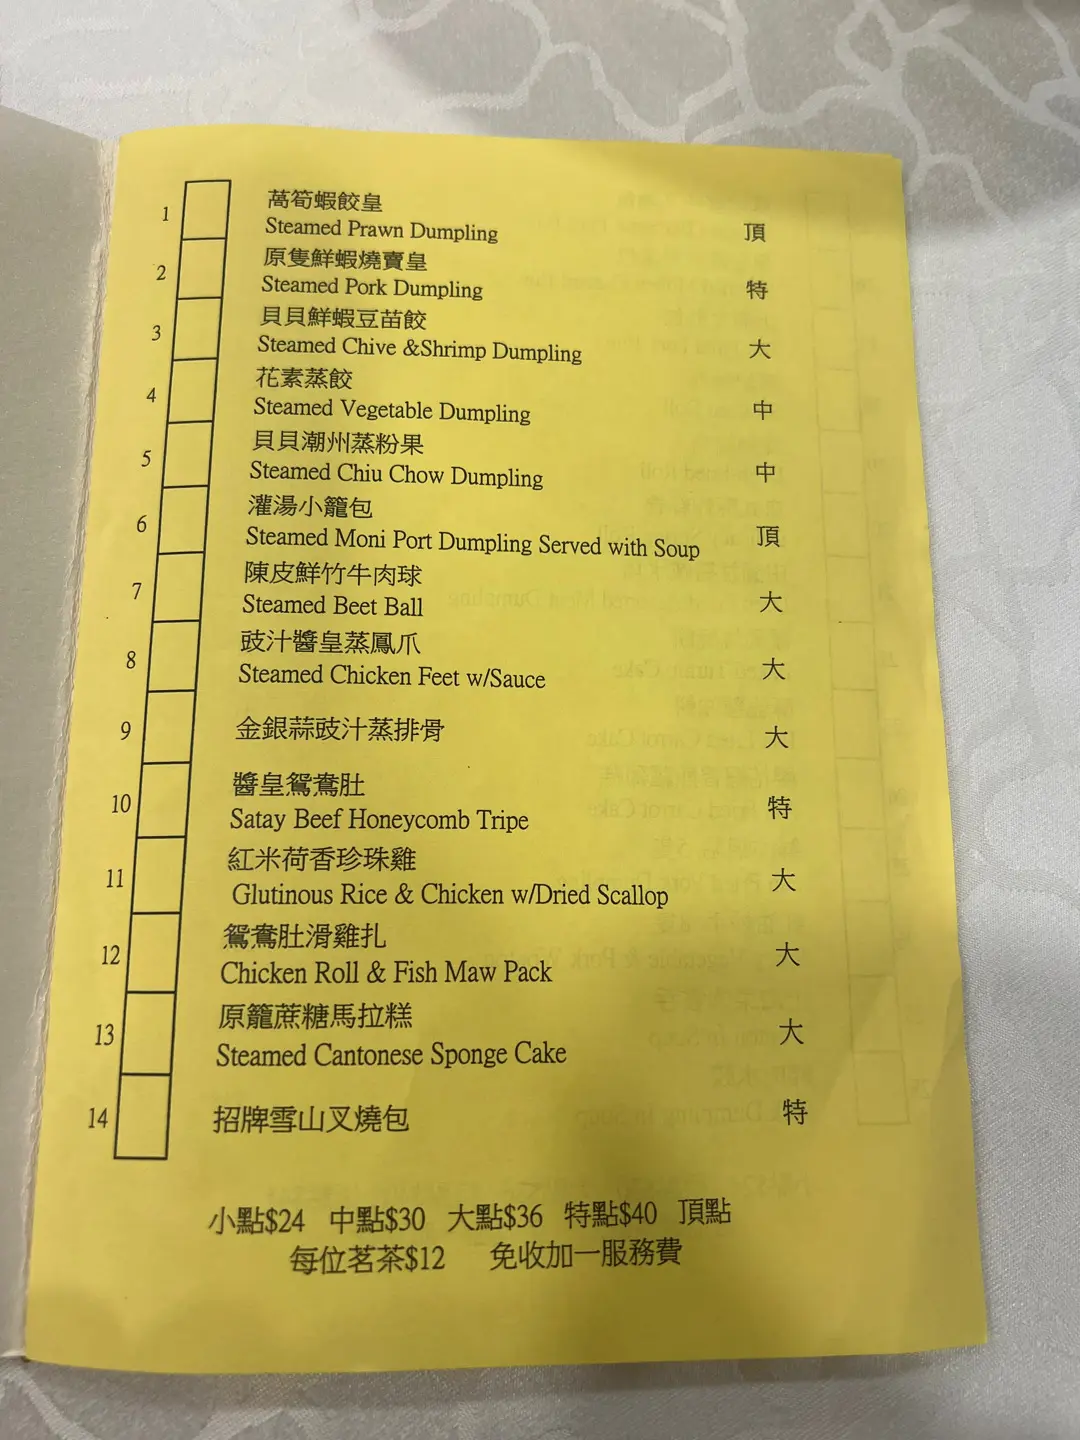 1 萬筍蝦餃皇
Steamed Prawn Dumpling 頂
2 原隻鮮蝦燒賣皇
Steamed Pork Dumpling 特
3 貝貝鮮蝦豆苗餃
Steamed Chive &Shrimp Dumpling 大
4 花素蒸餃
Steamed Vegetable Dumpling 中
5 貝貝潮州蒸粉果
Steamed Chiu Chow Dumpling 中
6 灌湯小籠包
Steamed Moni Port Dumpling Served with Soup 頂
7 陳皮鮮竹牛肉球
Steamed Beet Ball 大
8 豉汁醬皇蒸鳳爪
Steamed Chicken Feet w/Sauce 大
9 金銀蒜豉汁蒸排骨 大
10 醬皇鴛鴦肚
Satay Beef Honeycomb Tripe 特
11 紅米荷香珍珠雞
Glutinous Rice & Chicken w/Dried Scallop 大
12 鴛鴦肚滑雞扎
Chicken Roll & Fish Maw Pack 大
13 原籠蔗糖馬拉糕
Steamed Cantonese Sponge Cake 大
14 招牌雪山叉燒包 特
小點$24 中點$30 大點$36 特點$40 頂點
每位茗茶$12 免收加一服務費